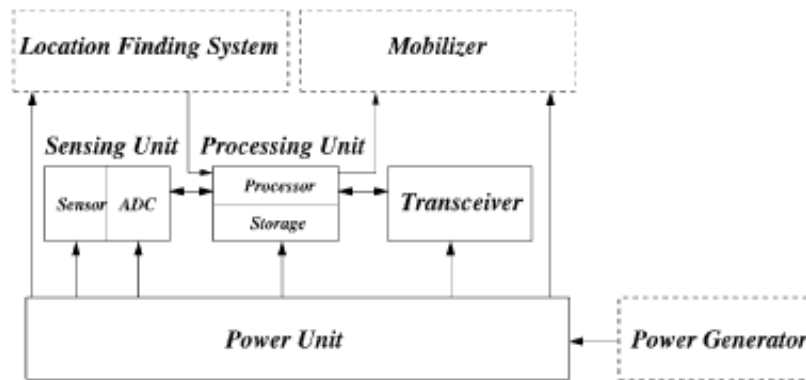 Location Finding System
Mobilizer
Sensing Unit
Processing Unit
Sensor
ADC
Processor
Storage
Transceiver
Power Unit
Power Generator